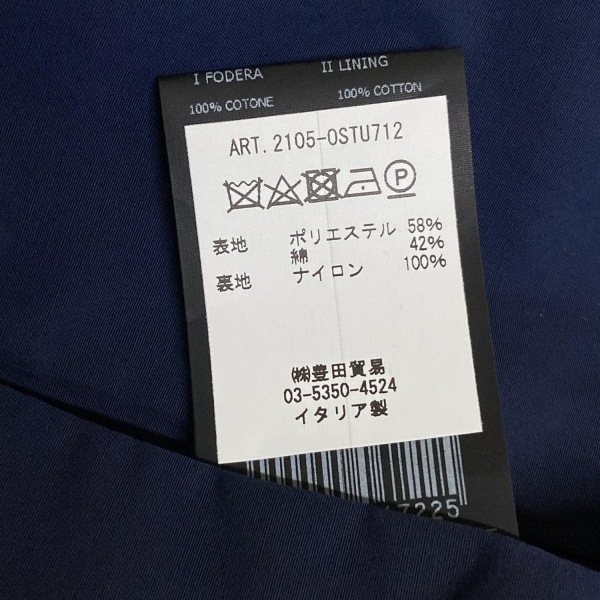 I FODERA II LINING
100% COTONE 100% COTTON
ART.2105-OSTU712
P
表地 ポリエステル 58%
綿 42%
裏地 ナイロン 100%
㈱豊田貿易
03-5350-4524
イタリア製
7225